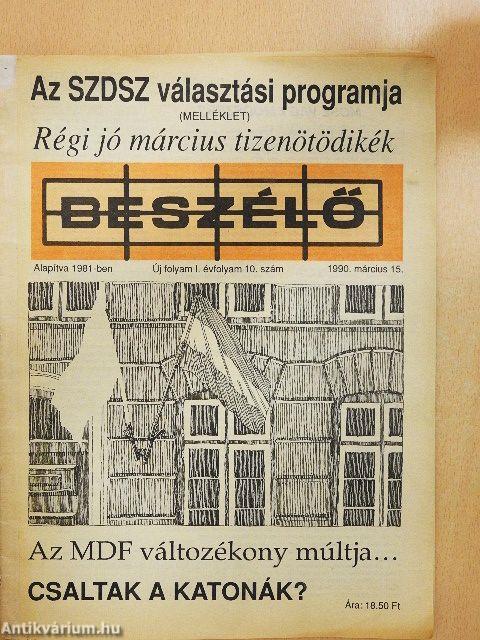 Az SZDSZ választási programja
(MELLÉKLET)
Régi jó március tizenötödikék
BESZÉLŐ
Alapítva 1981-ben Új folyam I. évfolyam 10. szám 1990. március 15.
Az MDF változékony múltja...
CSALTAK A KATONÁK?
Ára: 18.50 Ft
Antikvárium.hu